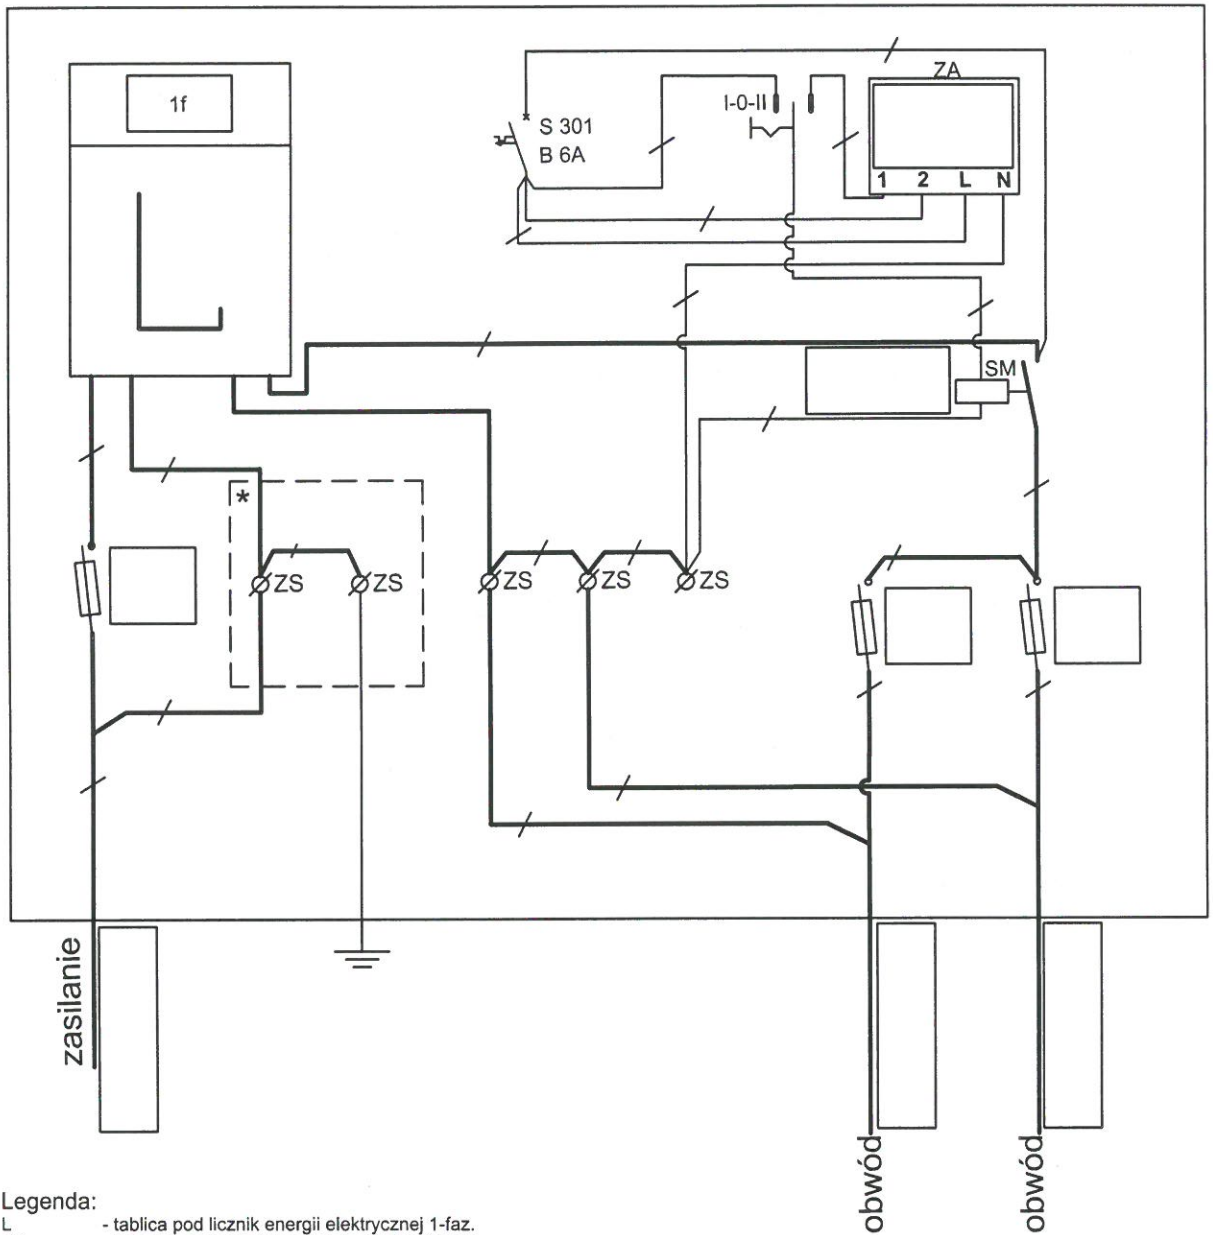 1f
S 301
B 6A
I-0-II
ZA
1 2 L N
SM
*
ZS ZS ZS ZS ZS
zasilanie
obwód
obwód
Legenda:
L - tablica pod licznik energii elektrycznej 1-faz.